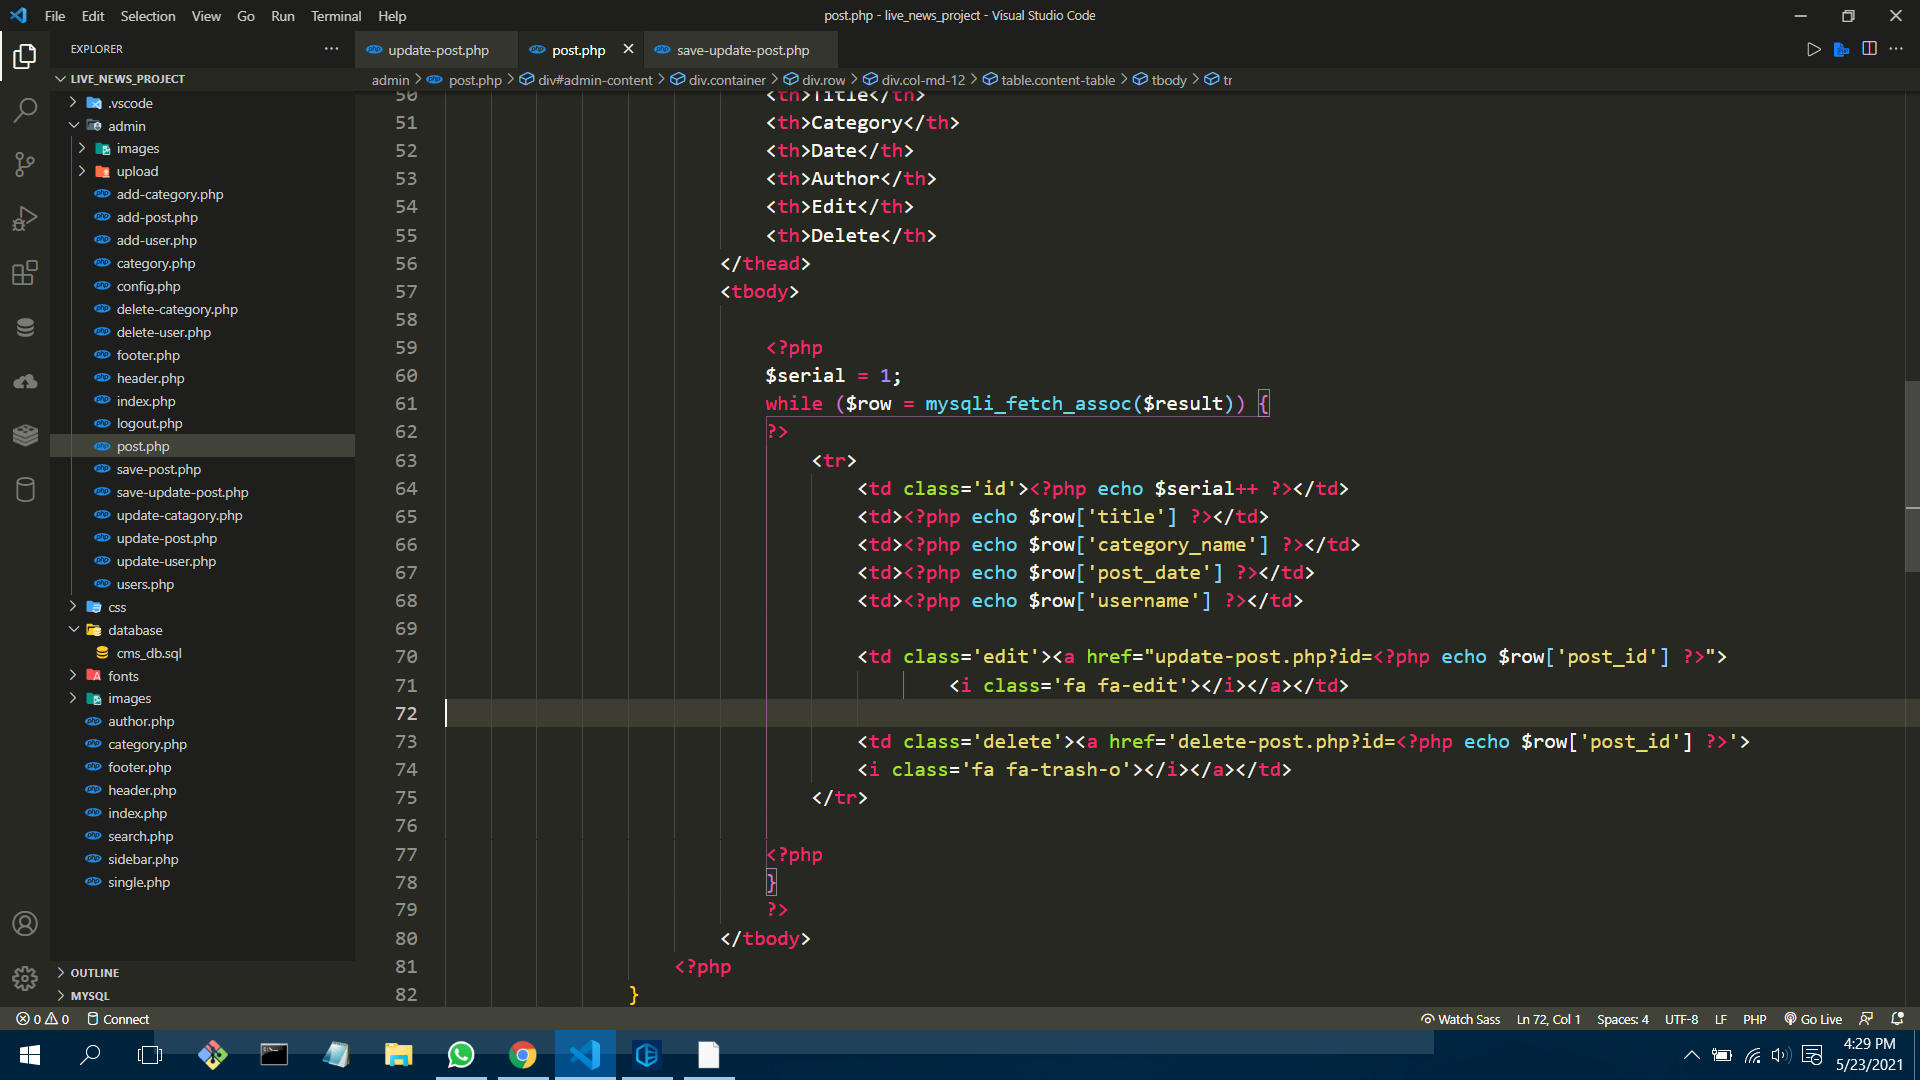 File Edit Selection View Go Run Terminal Help
post.php - live_news_project - Visual Studio Code
EXPLORER
update-post.php
post.php
save-update-post.php
LIVE_NEWS_PROJECT
admin > post.php > div#admin-content > div.container > div.row > div.col-md-12 > table.content-table > tbody > tr
.vscode
admin
images
upload
add-category.php
add-post.php
add-user.php
category.php
config.php
delete-category.php
delete-user.php
footer.php
header.php
index.php
logout.php
post.php
save-post.php
save-update-post.php
update-catagory.php
update-post.php
update-user.php
users.php
css
database
cms_db.sql
fonts
images
author.php
category.php
footer.php
header.php
index.php
search.php
sidebar.php
single.php
OUTLINE
MYSQL
50 <th>Title</th>
51 <th>Category</th>
52 <th>Date</th>
53 <th>Author</th>
54 <th>Edit</th>
55 <th>Delete</th>
56 </thead>
57 <tbody>
58
59 <?php
60 $serial = 1;
61 while ($row = mysqli_fetch_assoc($result)) {
62 ?>
63 <tr>
64 <td class='id'><?php echo $serial++ ?></td>
65 <td><?php echo $row['title'] ?></td>
66 <td><?php echo $row['category_name'] ?></td>
67 <td><?php echo $row['post_date'] ?></td>
68 <td><?php echo $row['username'] ?></td>
69
70 <td class='edit'><a href="update-post.php?id=<?php echo $row['post_id'] ?>">
71 <i class='fa fa-edit'></i></a></td>
72
73 <td class='delete'><a href='delete-post.php?id=<?php echo $row['post_id'] ?>'>
74 <i class='fa fa-trash-o'></i></a></td>
75 </tr>
76
77 <?php
78 }
79 ?>
80 </tbody>
81 <?php
82 }
0 0 Connect
Watch Sass Ln 72, Col 1 Spaces: 4 UTF-8 LF PHP Go Live
4:29 PM
5/23/2021